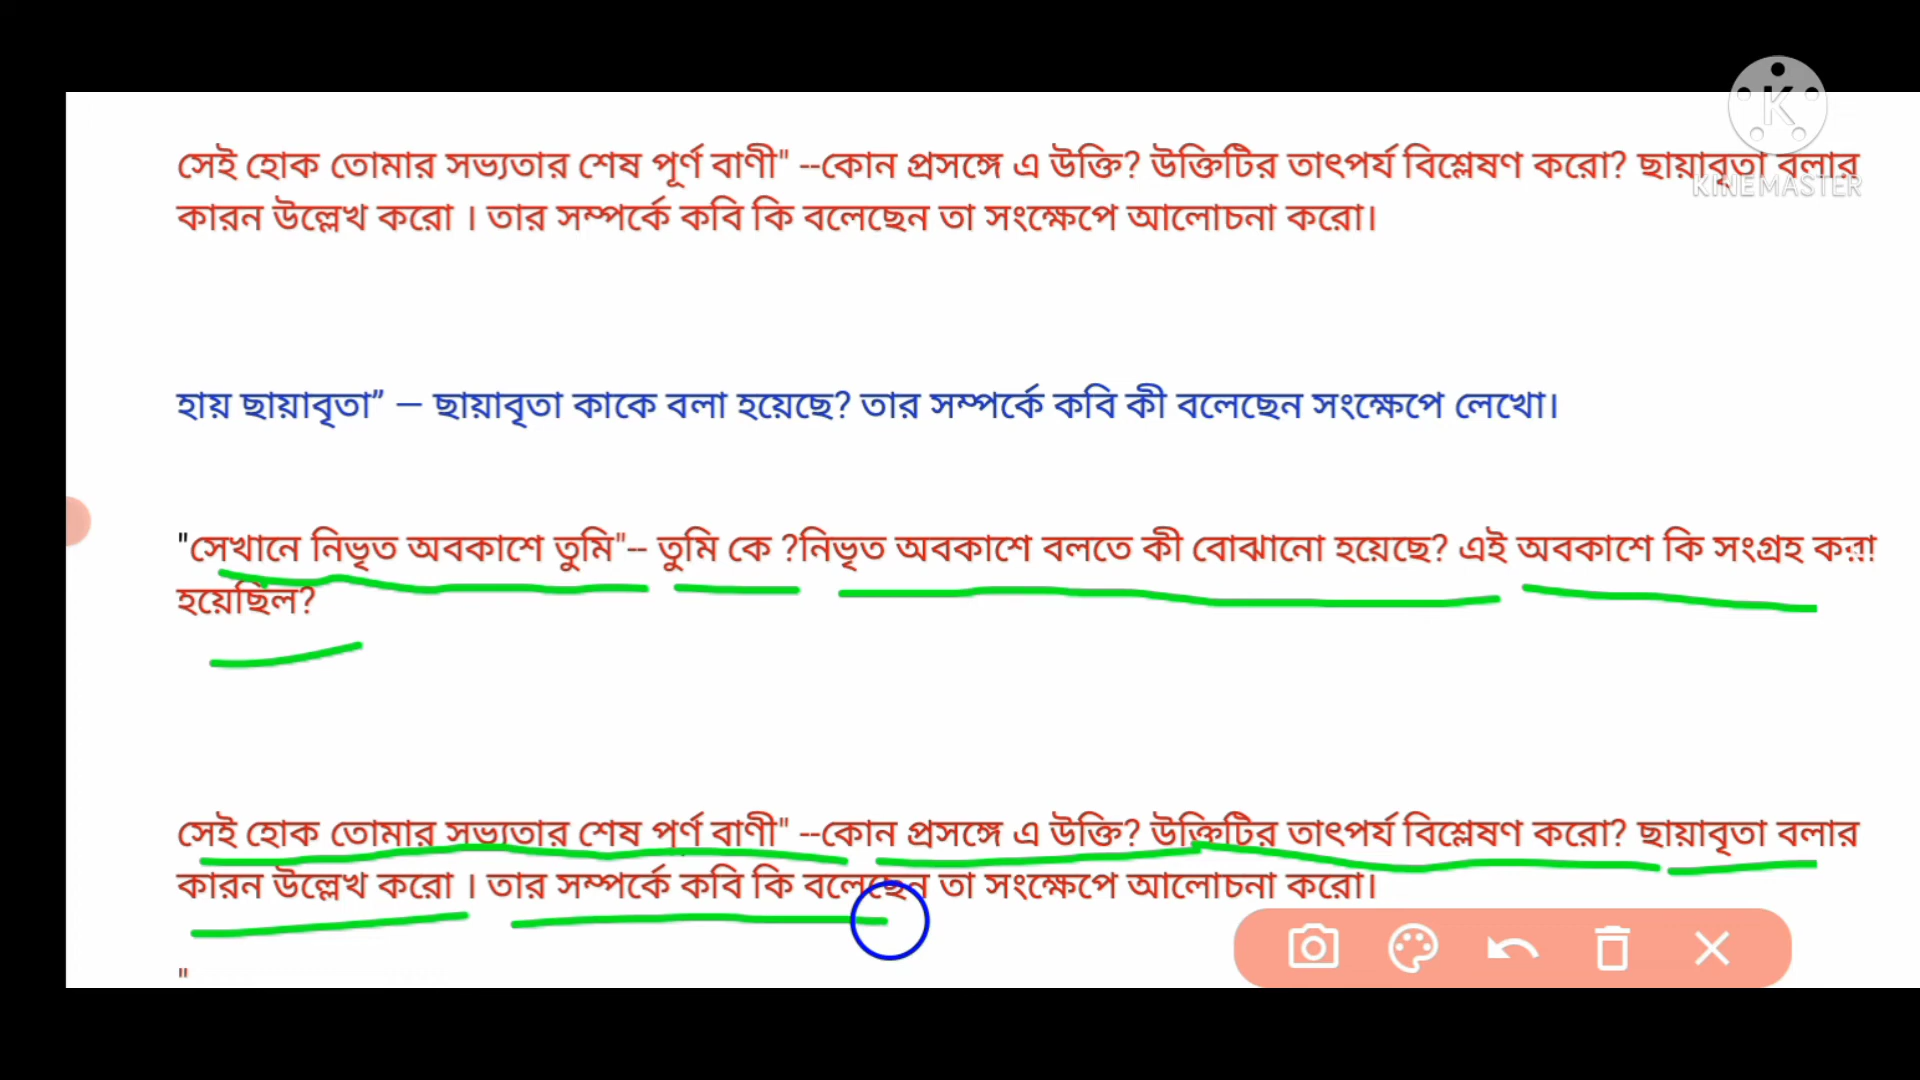 সেই হোক তোমার সভ্যতার শেষ পূর্ণ বাণী" --কোন প্রসঙ্গে এ উক্তি? উক্তিটির তাৎপর্য বিশ্লেষণ করো? ছায়াবৃতা বলার
KINEMASTER
কারন উল্লেখ করো । তার সম্পর্কে কবি কি বলেছেন তা সংক্ষেপে আলোচনা করো।
হায় ছায়াবৃতা” — ছায়াবৃতা কাকে বলা হয়েছে? তার সম্পর্কে কবি কী বলেছেন সংক্ষেপে লেখো।
"সেখানে নিভৃত অবকাশে তুমি"-- তুমি কে ?নিভৃত অবকাশে বলতে কী বোঝানো হয়েছে? এই অবকাশে কি সংগ্রহ করা
হয়েছিল?
সেই হোক তোমার সভ্যতার শেষ পূর্ণ বাণী" --কোন প্রসঙ্গে এ উক্তি? উক্তিটির তাৎপর্য বিশ্লেষণ করো? ছায়াবৃতা বলার
কারন উল্লেখ করো । তার সম্পর্কে কবি কি বলেছেন তা সংক্ষেপে আলোচনা করো।
"